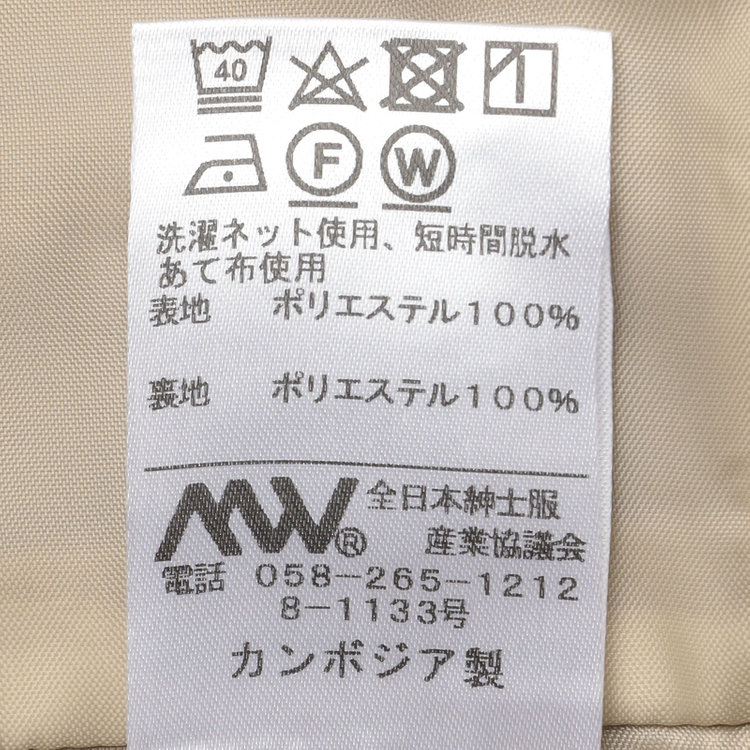 40
F W
洗濯ネット使用、短時間脱水
あて布使用
表地 ポリエステル100%
裏地 ポリエステル100%
MW® 全日本紳士服
産業協議会
電話 058-265-1212
8-1133号
カンボジア製